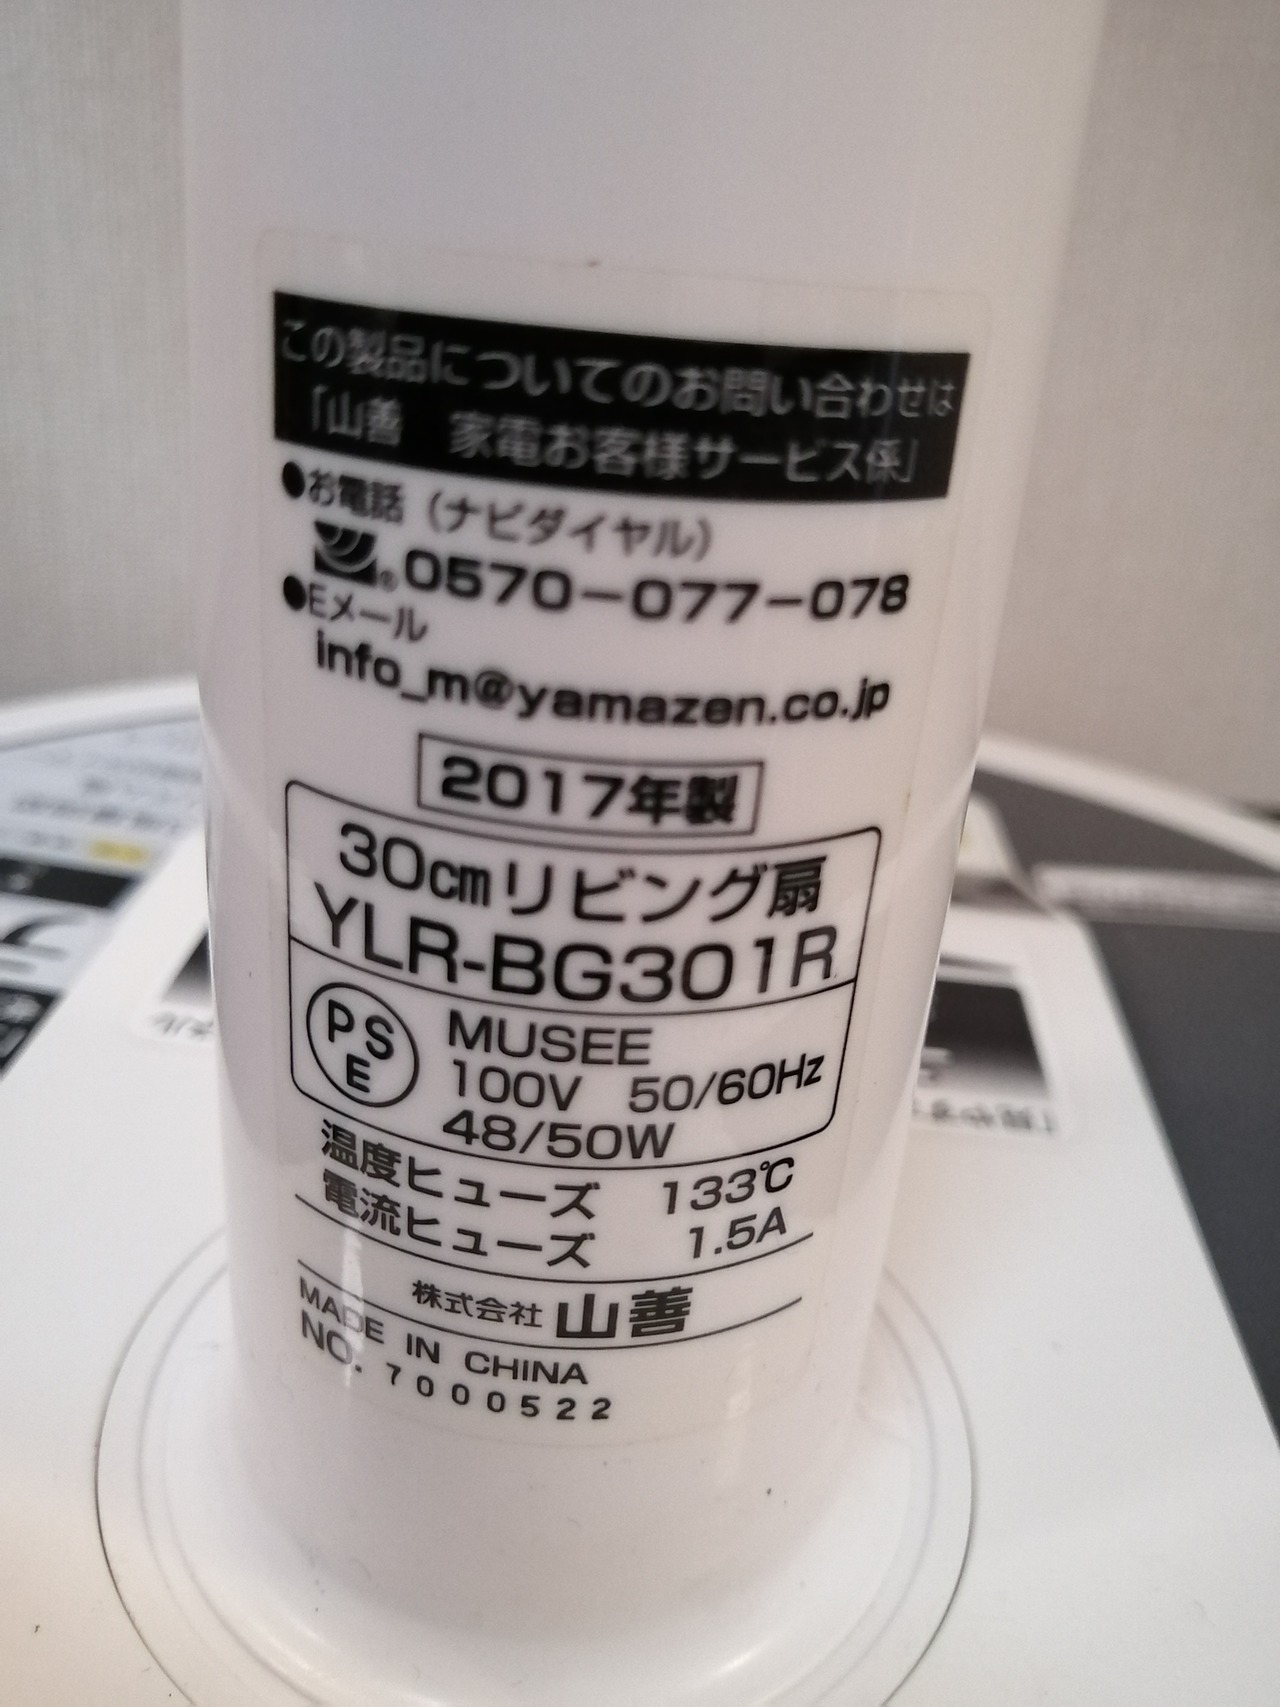 この製品についてのお問い合わせは
「山善 家電お客様サービス係」
●お電話（ナビダイヤル）
®0570-077-078
●Eメール
info_m@yamazen.co.jp
2017年製
30cmリビング扇
YLR-BG301R
PSE
MUSEE
100V 50/60Hz
48/50W
温度ヒューズ 133℃
電流ヒューズ 1.5A
株式会社 山善
MADE IN CHINA
NO. 7000522